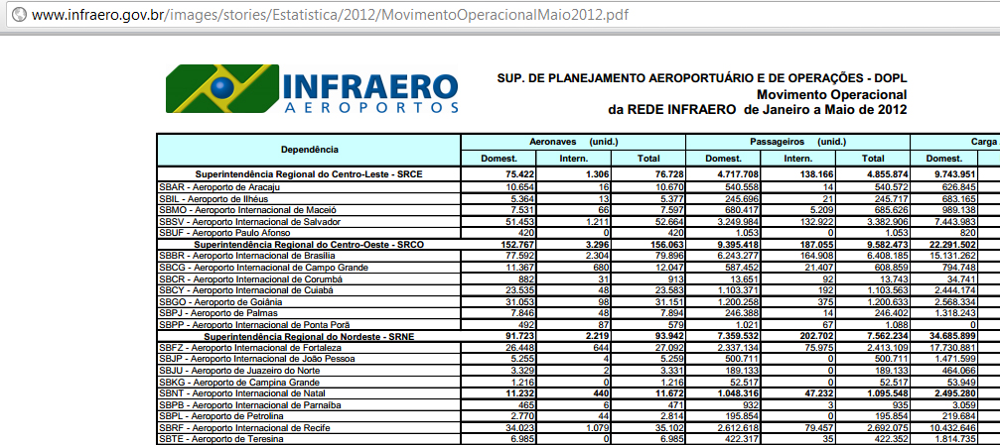 www.infraero.gov.br/images/stories/Estatistica/2012/MovimentoOperacionalMaio2012.pdf
INFRAERO
AEROPORTOS
SUP. DE PLANEJAMENTO AEROPORTUÁRIO E DE OPERAÇÕES - DOPL
Movimento Operacional
da REDE INFRAERO de Janeiro a Maio de 2012
Dependência Aeronaves (unid.) Passageiros (unid.) Carga
Domest. Intern. Total Domest. Intern. Total Domest.
Superintendência Regional do Centro-Leste - SRCE 75.422 1.306 76.728 4.717.708 138.166 4.855.874 9.743.951
SBAR - Aeroporto de Aracaju 10.654 16 10.670 540.558 14 540.572 626.845
SBIL - Aeroporto de Ilhéus 5.364 13 5.377 245.696 21 245.717 683.165
SBMO - Aeroporto Internacional de Maceió 7.531 66 7.597 680.417 5.209 685.626 989.138
SBSV - Aeroporto Internacional de Salvador 51.453 1.211 52.664 3.249.984 132.922 3.382.906 7.443.983
SBUF - Aeroporto de Paulo Afonso 420 0 420 1.053 0 1.053 820
Superintendência Regional do Centro-Oeste - SRCO 152.767 3.296 156.063 9.395.418 187.055 9.582.473 22.291.502
SBBR - Aeroporto Internacional de Brasília 77.592 2.304 79.896 6.243.277 164.908 6.408.185 15.131.262
SBCG - Aeroporto Internacional de Campo Grande 11.367 680 12.047 587.452 21.407 608.859 794.748
SBCR - Aeroporto Internacional de Corumbá 882 31 913 13.651 92 13.743 34.741
SBCY - Aeroporto Internacional de Cuiabá 23.535 48 23.583 1.103.371 192 1.103.563 2.444.174
SBGO - Aeroporto de Goiânia 31.053 98 31.151 1.200.258 375 1.200.633 2.568.334
SBPJ - Aeroporto de Palmas 7.846 48 7.894 246.388 14 246.402 1.318.243
SBPP - Aeroporto Internacional de Ponta Porã 492 87 579 1.021 67 1.088 0
Superintendência Regional do Nordeste - SRNE 91.723 2.219 93.942 7.359.532 202.702 7.562.234 34.685.899
SBFZ - Aeroporto Internacional de Fortaleza 26.448 644 27.092 2.337.134 75.975 2.413.109 17.730.881
SBJP - Aeroporto Internacional de João Pessoa 5.255 4 5.259 500.711 0 500.711 1.471.599
SBJU - Aeroporto de Juazeiro do Norte 3.329 2 3.331 189.133 0 189.133 464.066
SBKG - Aeroporto de Campina Grande 1.216 0 1.216 52.517 0 52.517 53.949
SBNT - Aeroporto Internacional de Natal 11.232 440 11.672 1.048.316 47.232 1.095.548 2.495.280
SBPB - Aeroporto Internacional de Parnaíba 465 6 471 932 3 935 3.059
SBPL - Aeroporto de Petrolina 2.770 44 2.814 195.854 0 195.854 219.684
SBRF - Aeroporto Internacional de Recife 34.023 1.079 35.102 2.612.618 79.457 2.692.075 10.432.646
SBTE - Aeroporto de Teresina 6.985 0 6.985 422.317 35 422.352 1.814.735